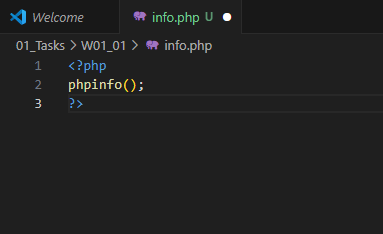 Welcome info.php U
01_Tasks > W01_01 > info.php
1 <?php
2 phpinfo();
3 ?>